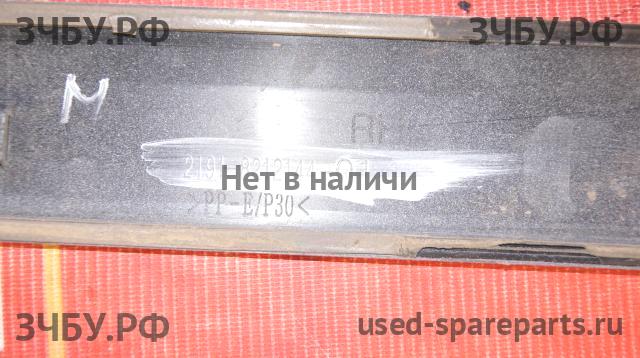 ЗЧБУ.РФ ЗЧБУ.РФ
М
Нет в наличи
>PP-E/P30<
ЗЧБУ.РФ used-spareparts.ru